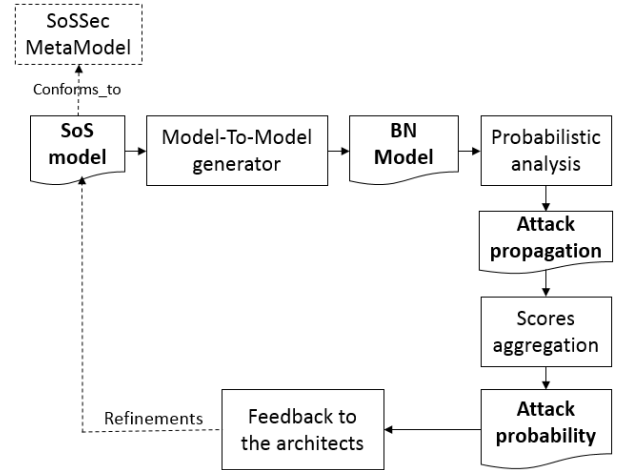 SoSSec
MetaModel
Conforms_to
SoS
model
Model-To-Model
generator
BN
Model
Probabilistic
analysis
Attack
propagation
Scores
aggregation
Attack
probability
Feedback to
the architects
Refinements